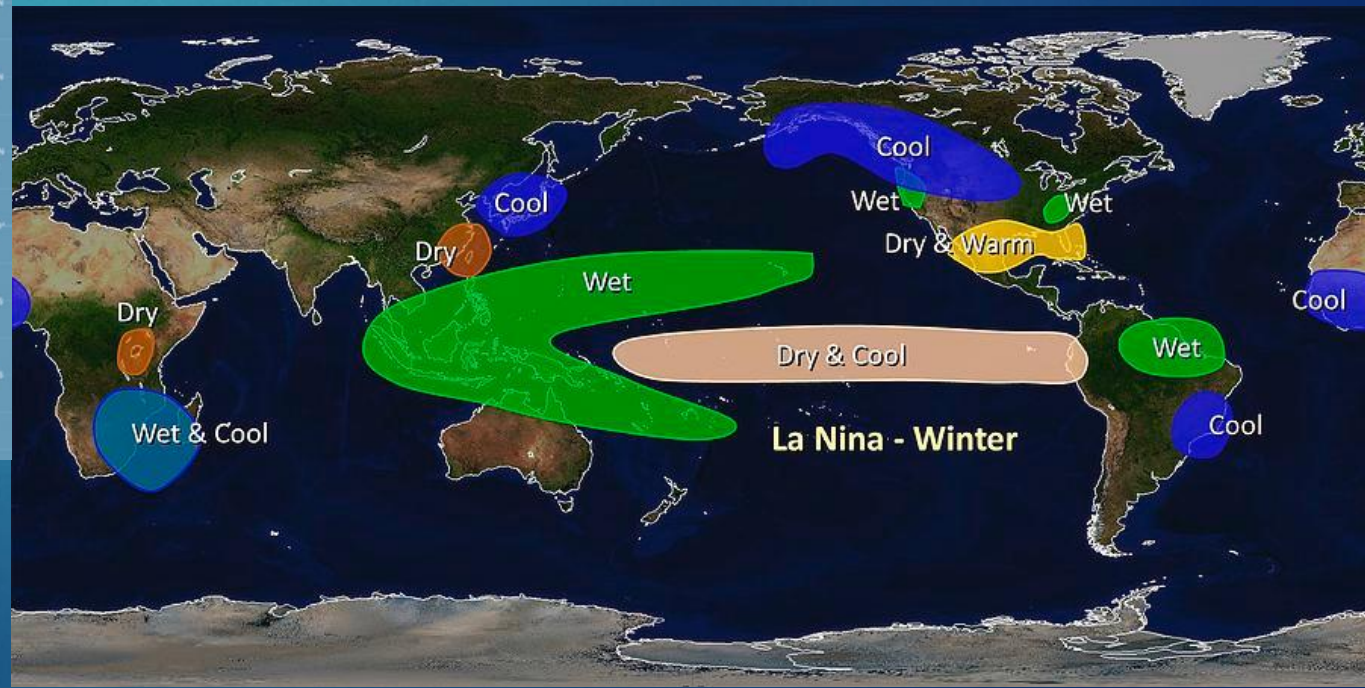 Cool
Wet
Wet
Cool
Dry & Warm
Dry
Wet
Cool
Dry
Wet
Dry & Cool
Cool
Wet & Cool
La Nina - Winter